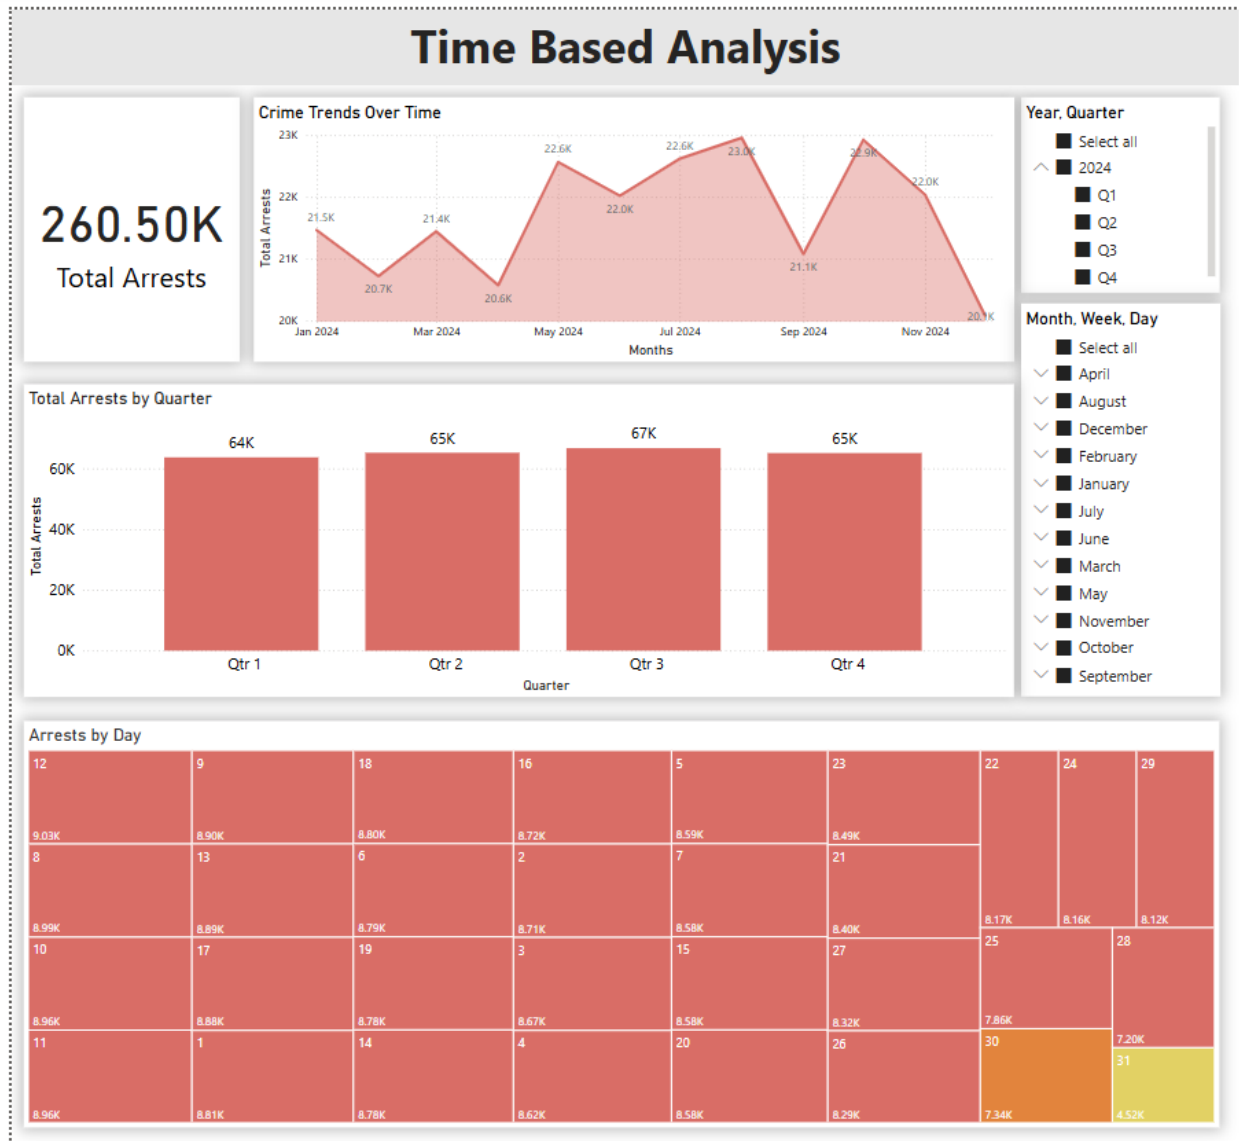 Time Based Analysis
260.50K
Total Arrests
Crime Trends Over Time
Total Arrests
23K
22K
21K
20K
21.5K
20.7K
21.4K
20.6K
22.6K
22.0K
22.6K
23.0K
21.1K
22.9K
22.0K
20.1K
Jan 2024
Mar 2024
May 2024
Jul 2024
Sep 2024
Nov 2024
Months
Year, Quarter
Select all
2024
Q1
Q2
Q3
Q4
Month, Week, Day
Select all
April
August
December
February
January
July
June
March
May
November
October
September
Total Arrests by Quarter
Total Arrests
60K
40K
20K
0K
64K
65K
67K
65K
Qtr 1
Qtr 2
Qtr 3
Qtr 4
Quarter
Arrests by Day
12
9.03K
8
8.99K
10
8.96K
11
8.96K
9
8.90K
13
8.89K
17
8.88K
1
8.81K
18
8.80K
6
8.79K
19
8.78K
14
8.78K
16
8.72K
2
8.71K
3
8.67K
4
8.62K
5
8.59K
7
8.58K
15
8.58K
20
8.58K
23
8.49K
21
8.40K
27
8.32K
26
8.29K
22
8.17K
24
8.16K
29
8.12K
25
7.86K
30
7.34K
28
7.20K
31
4.52K